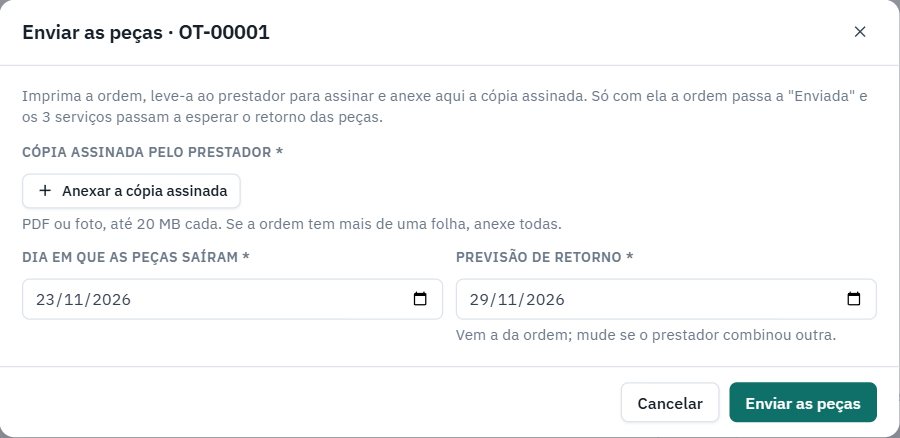 Enviar as peças · OT-00001
Imprima a ordem, leve-a ao prestador para assinar e anexe aqui a cópia assinada. Só com ela a ordem passa a "Enviada" e
os 3 serviços passam a esperar o retorno das peças.
CÓPIA ASSINADA PELO PRESTADOR *
+ Anexar a cópia assinada
PDF ou foto, até 20 MB cada. Se a ordem tem mais de uma folha, anexe todas.
DIA EM QUE AS PEÇAS SAÍRAM *
23/11/2026
PREVISÃO DE RETORNO *
29/11/2026
Vem a da ordem; mude se o prestador combinou outra.
Cancelar
Enviar as peças